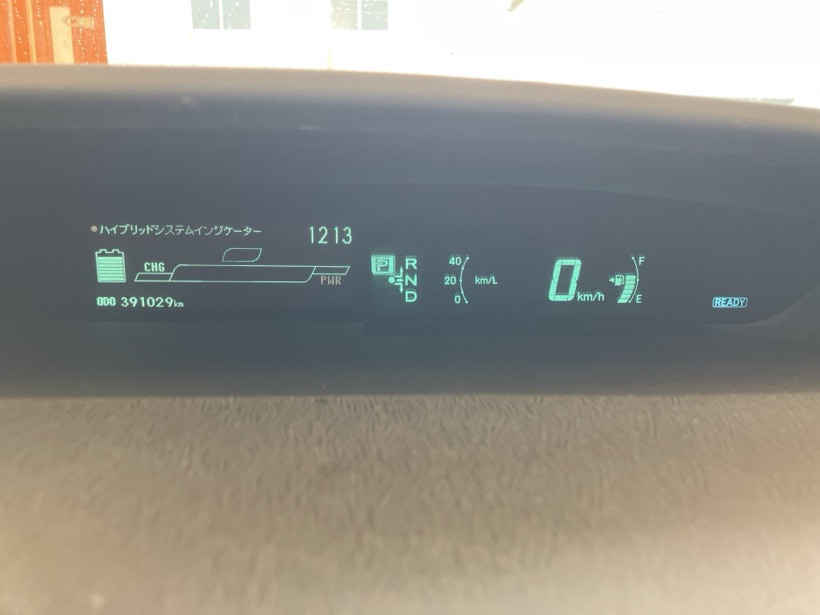 ハイブリッドシステムインジケーター
1213
CHG
PWR
ODO 391029km
P
R
N
D
40
20
0
km/L
0 km/h
F
E
READY